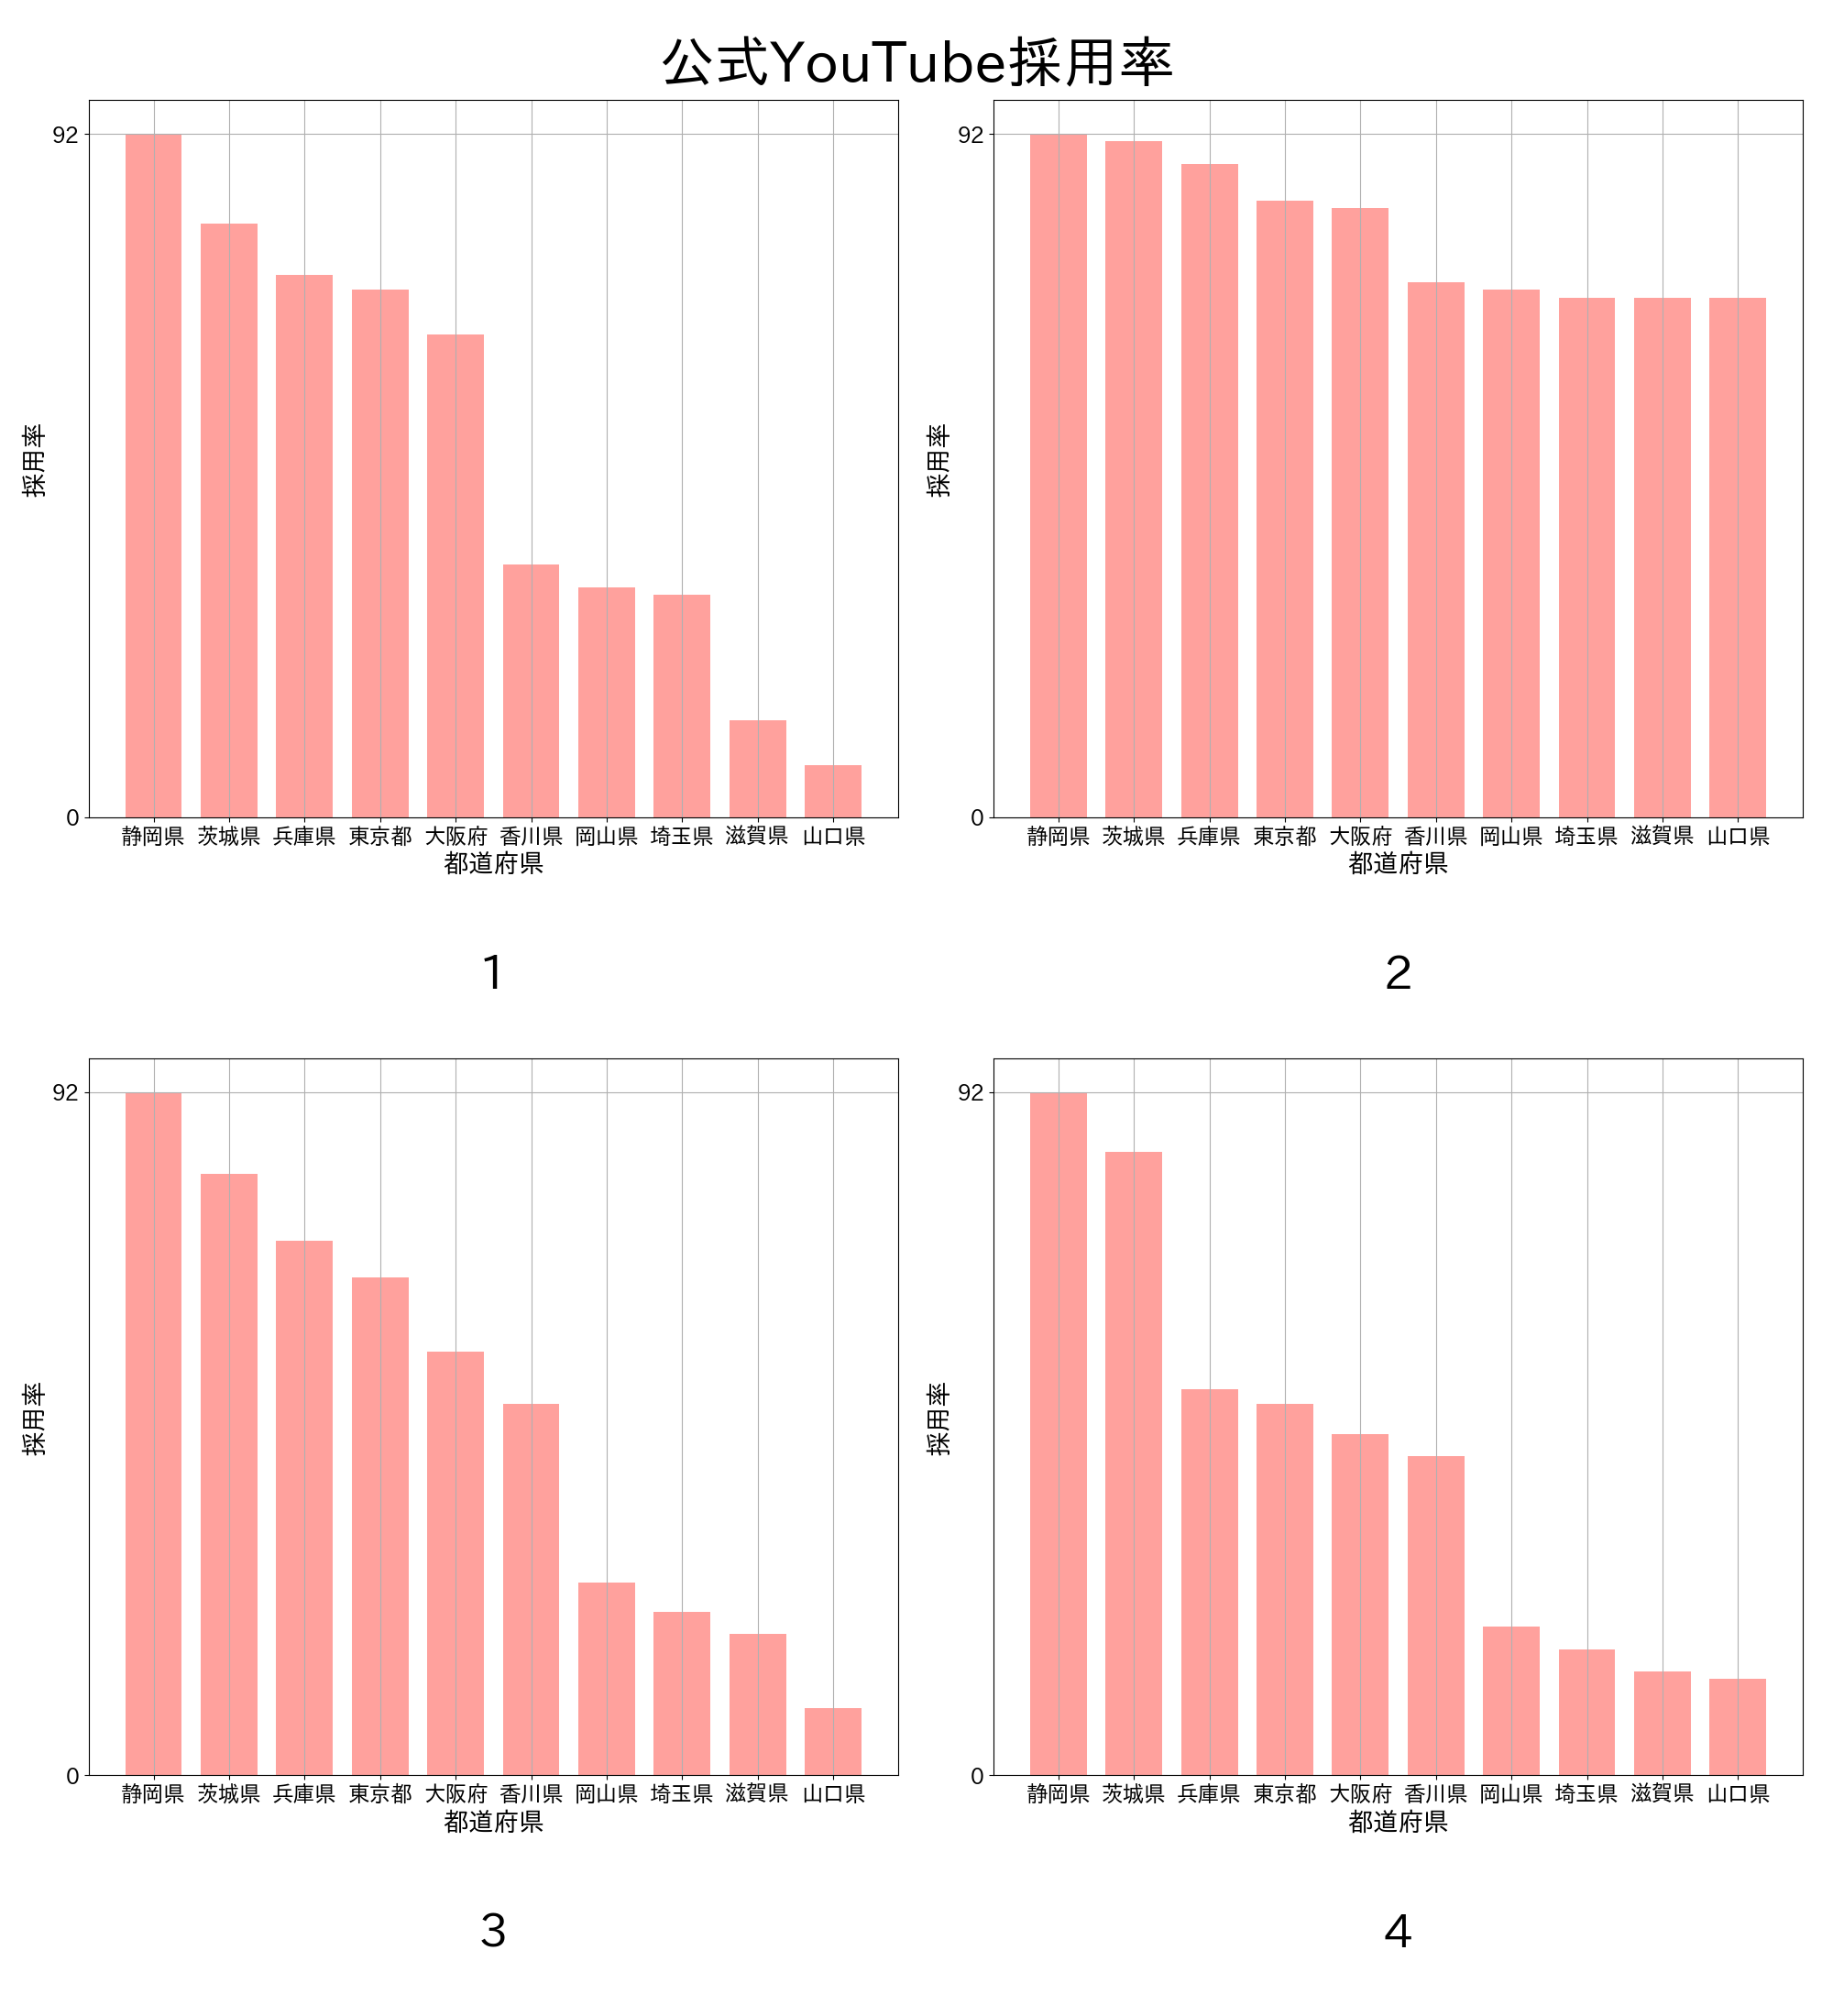 公式YouTube採用率
92
0
採用率
静岡県 茨城県 兵庫県 東京都 大阪府 香川県 岡山県 埼玉県 滋賀県 山口県
都道府県
1
92
0
採用率
静岡県 茨城県 兵庫県 東京都 大阪府 香川県 岡山県 埼玉県 滋賀県 山口県
都道府県
2
92
0
採用率
静岡県 茨城県 兵庫県 東京都 大阪府 香川県 岡山県 埼玉県 滋賀県 山口県
都道府県
3
92
0
採用率
静岡県 茨城県 兵庫県 東京都 大阪府 香川県 岡山県 埼玉県 滋賀県 山口県
都道府県
4